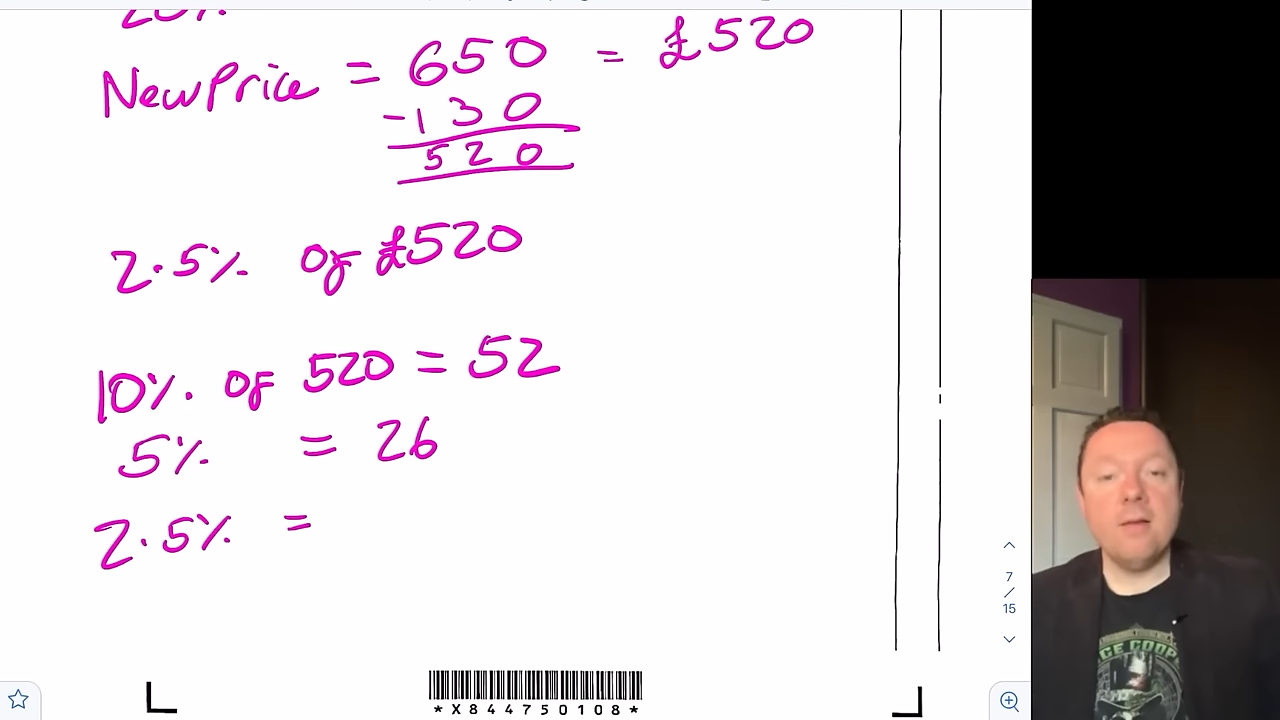 20%
New Price = 650 = £520
-130
520
2.5% of £520
10% of 520 = 52
5% = 26
2.5% =
7
/
15
*X844750108*